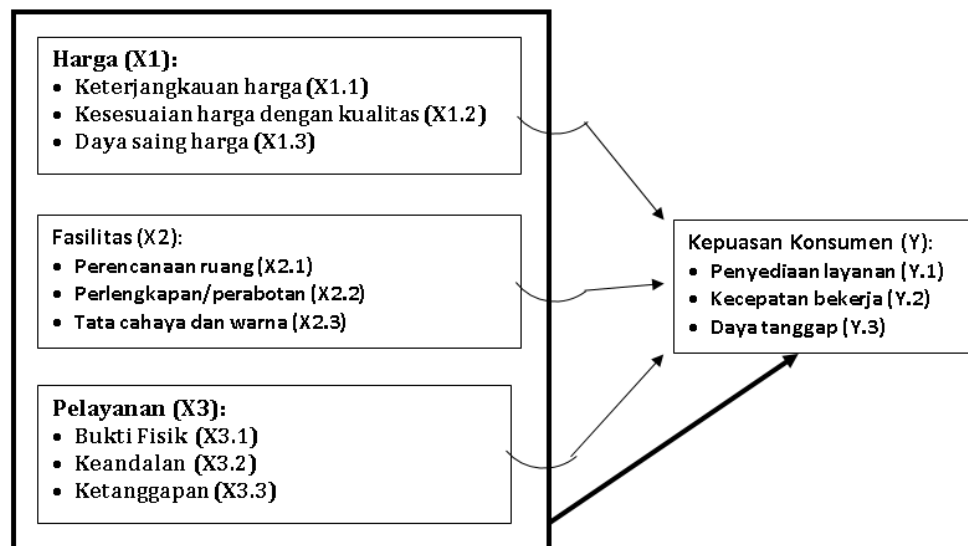 Harga (X1):
• Keterjangkauan harga (X1.1)
• Kesesuaian harga dengan kualitas (X1.2)
• Daya saing harga (X1.3)
Fasilitas (X2):
• Perencanaan ruang (X2.1)
• Perlengkapan/perabotan (X2.2)
• Tata cahaya dan warna (X2.3)
Pelayanan (X3):
• Bukti Fisik (X3.1)
• Keandalan (X3.2)
• Ketanggapan (X3.3)
Kepuasan Konsumen (Y):
• Penyediaan layanan (Y.1)
• Kecepatan bekerja (Y.2)
• Daya tanggap (Y.3)